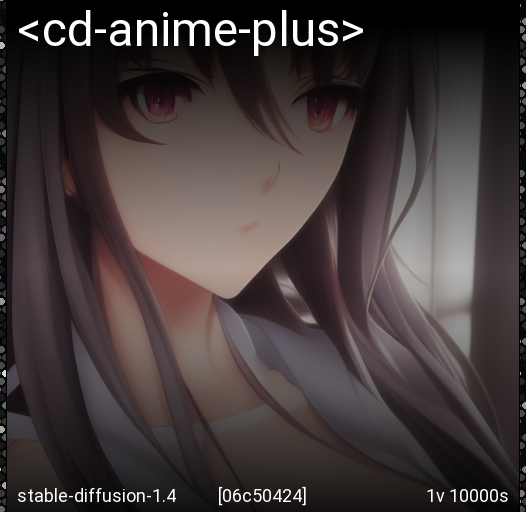 <cd-anime-plus>
stable-diffusion-1.4 [06c50424] 1v 10000s